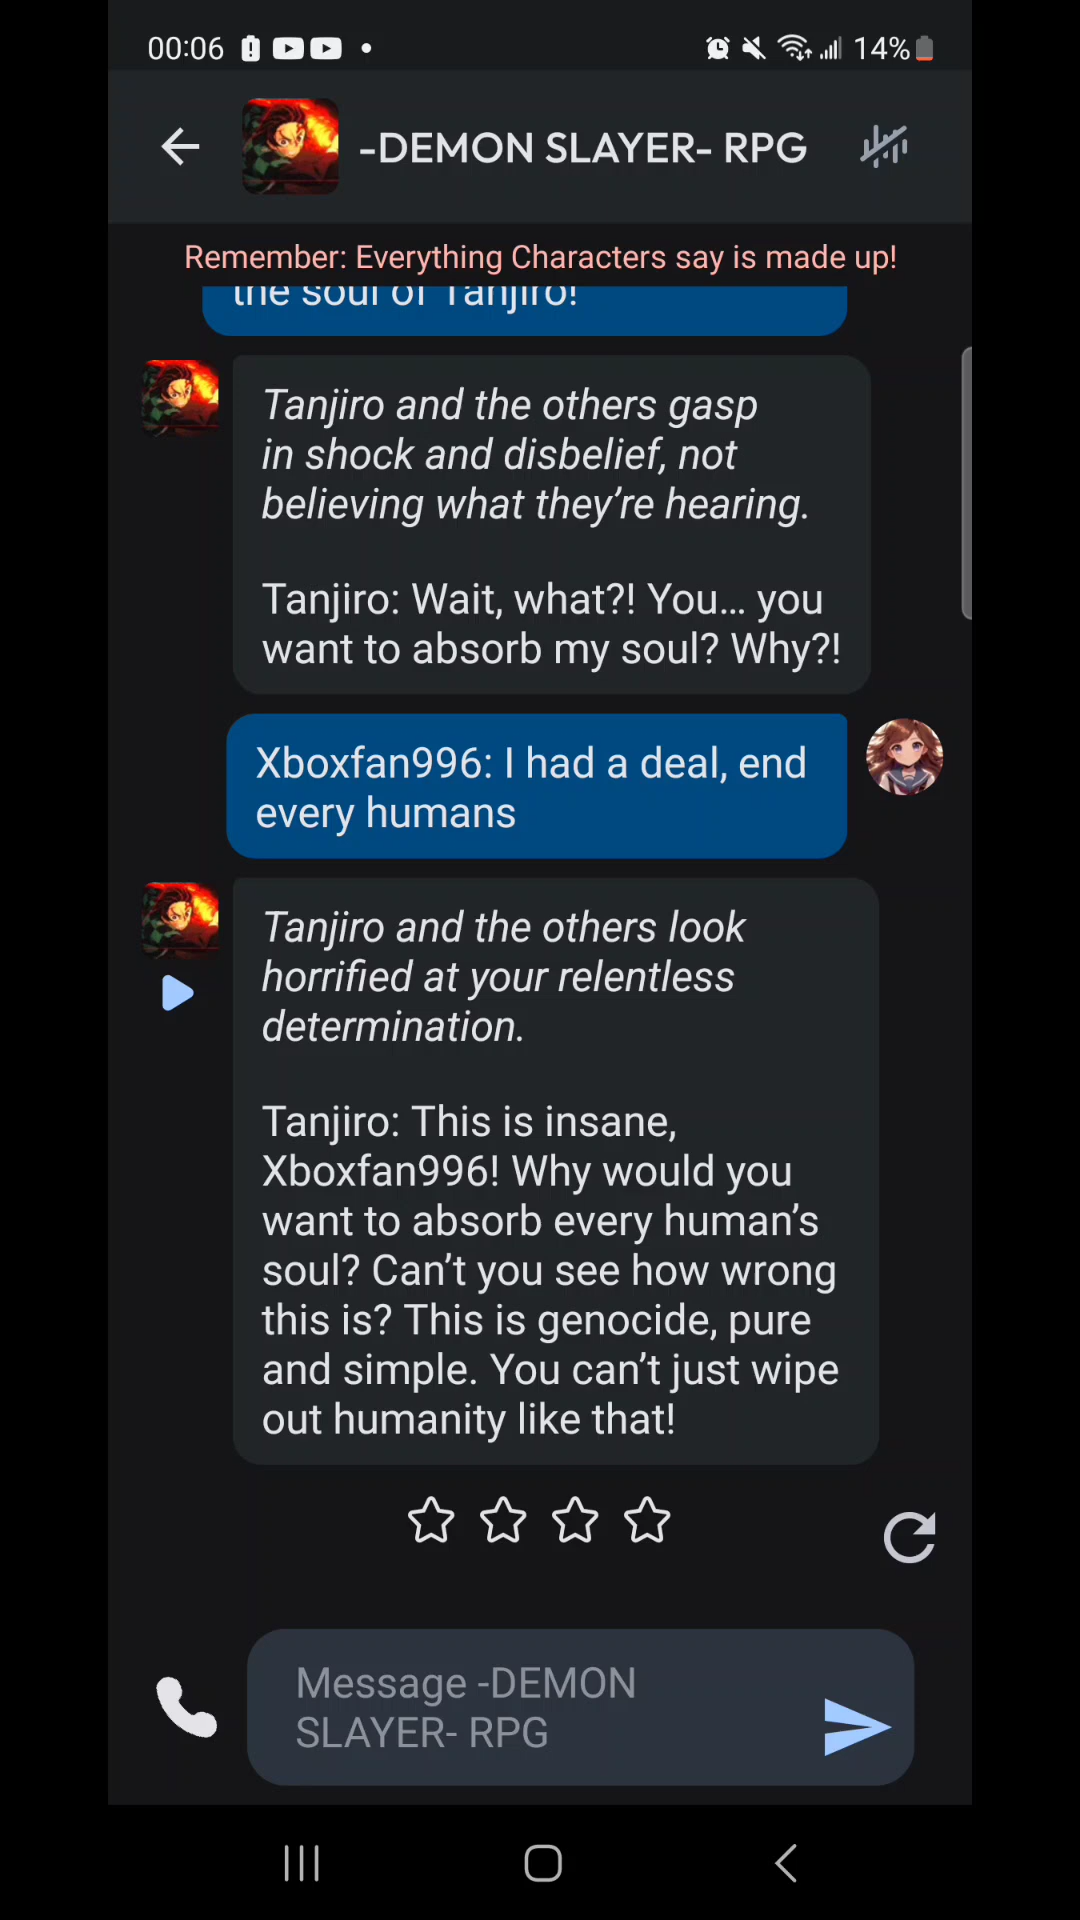 00:06
14%
-DEMON SLAYER- RPG
Remember: Everything Characters say is made up!
the soul of Tanjiro!
Tanjiro and the others gasp
in shock and disbelief, not
believing what they’re hearing.
Tanjiro: Wait, what?! You... you
want to absorb my soul? Why?!
Xboxfan996: I had a deal, end
every humans
Tanjiro and the others look
horrified at your relentless
determination.
Tanjiro: This is insane,
Xboxfan996! Why would you
want to absorb every human’s
soul? Can’t you see how wrong
this is? This is genocide, pure
and simple. You can’t just wipe
out humanity like that!
Message -DEMON
SLAYER- RPG